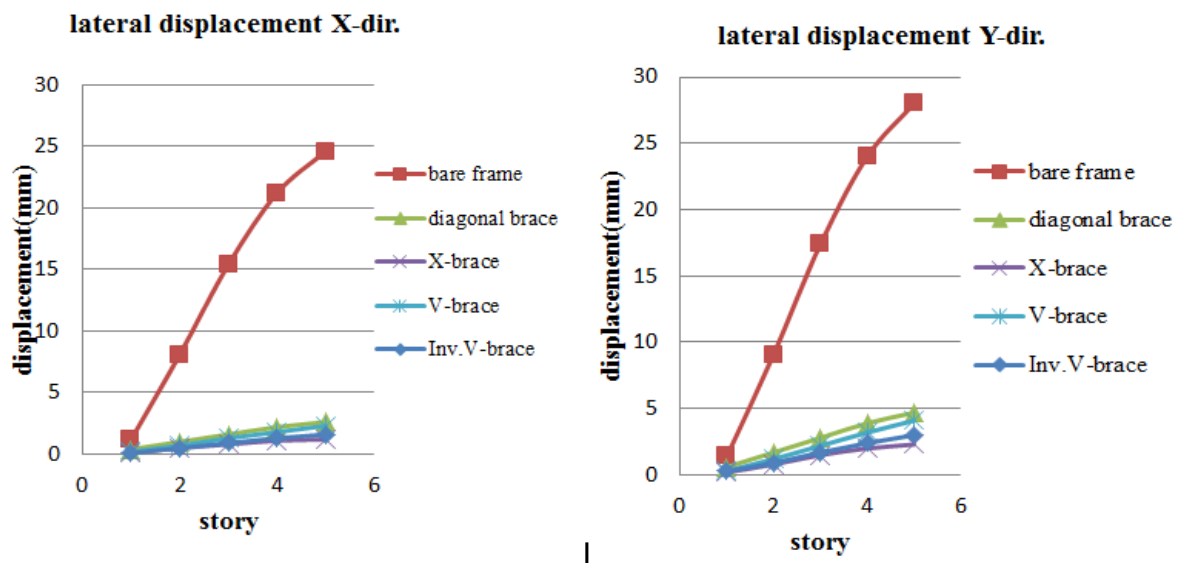 lateral displacement X-dir.
30
25
20
15
10
5
0
0
2
4
6
displacement(mm)
story
bare frame
diagonal brace
X-brace
V-brace
Inv.V-brace
lateral displacement Y-dir.
30
25
20
15
10
5
0
0
2
4
6
displacement(mm)
story
bare frame
diagonal brace
X-brace
V-brace
Inv.V-brace